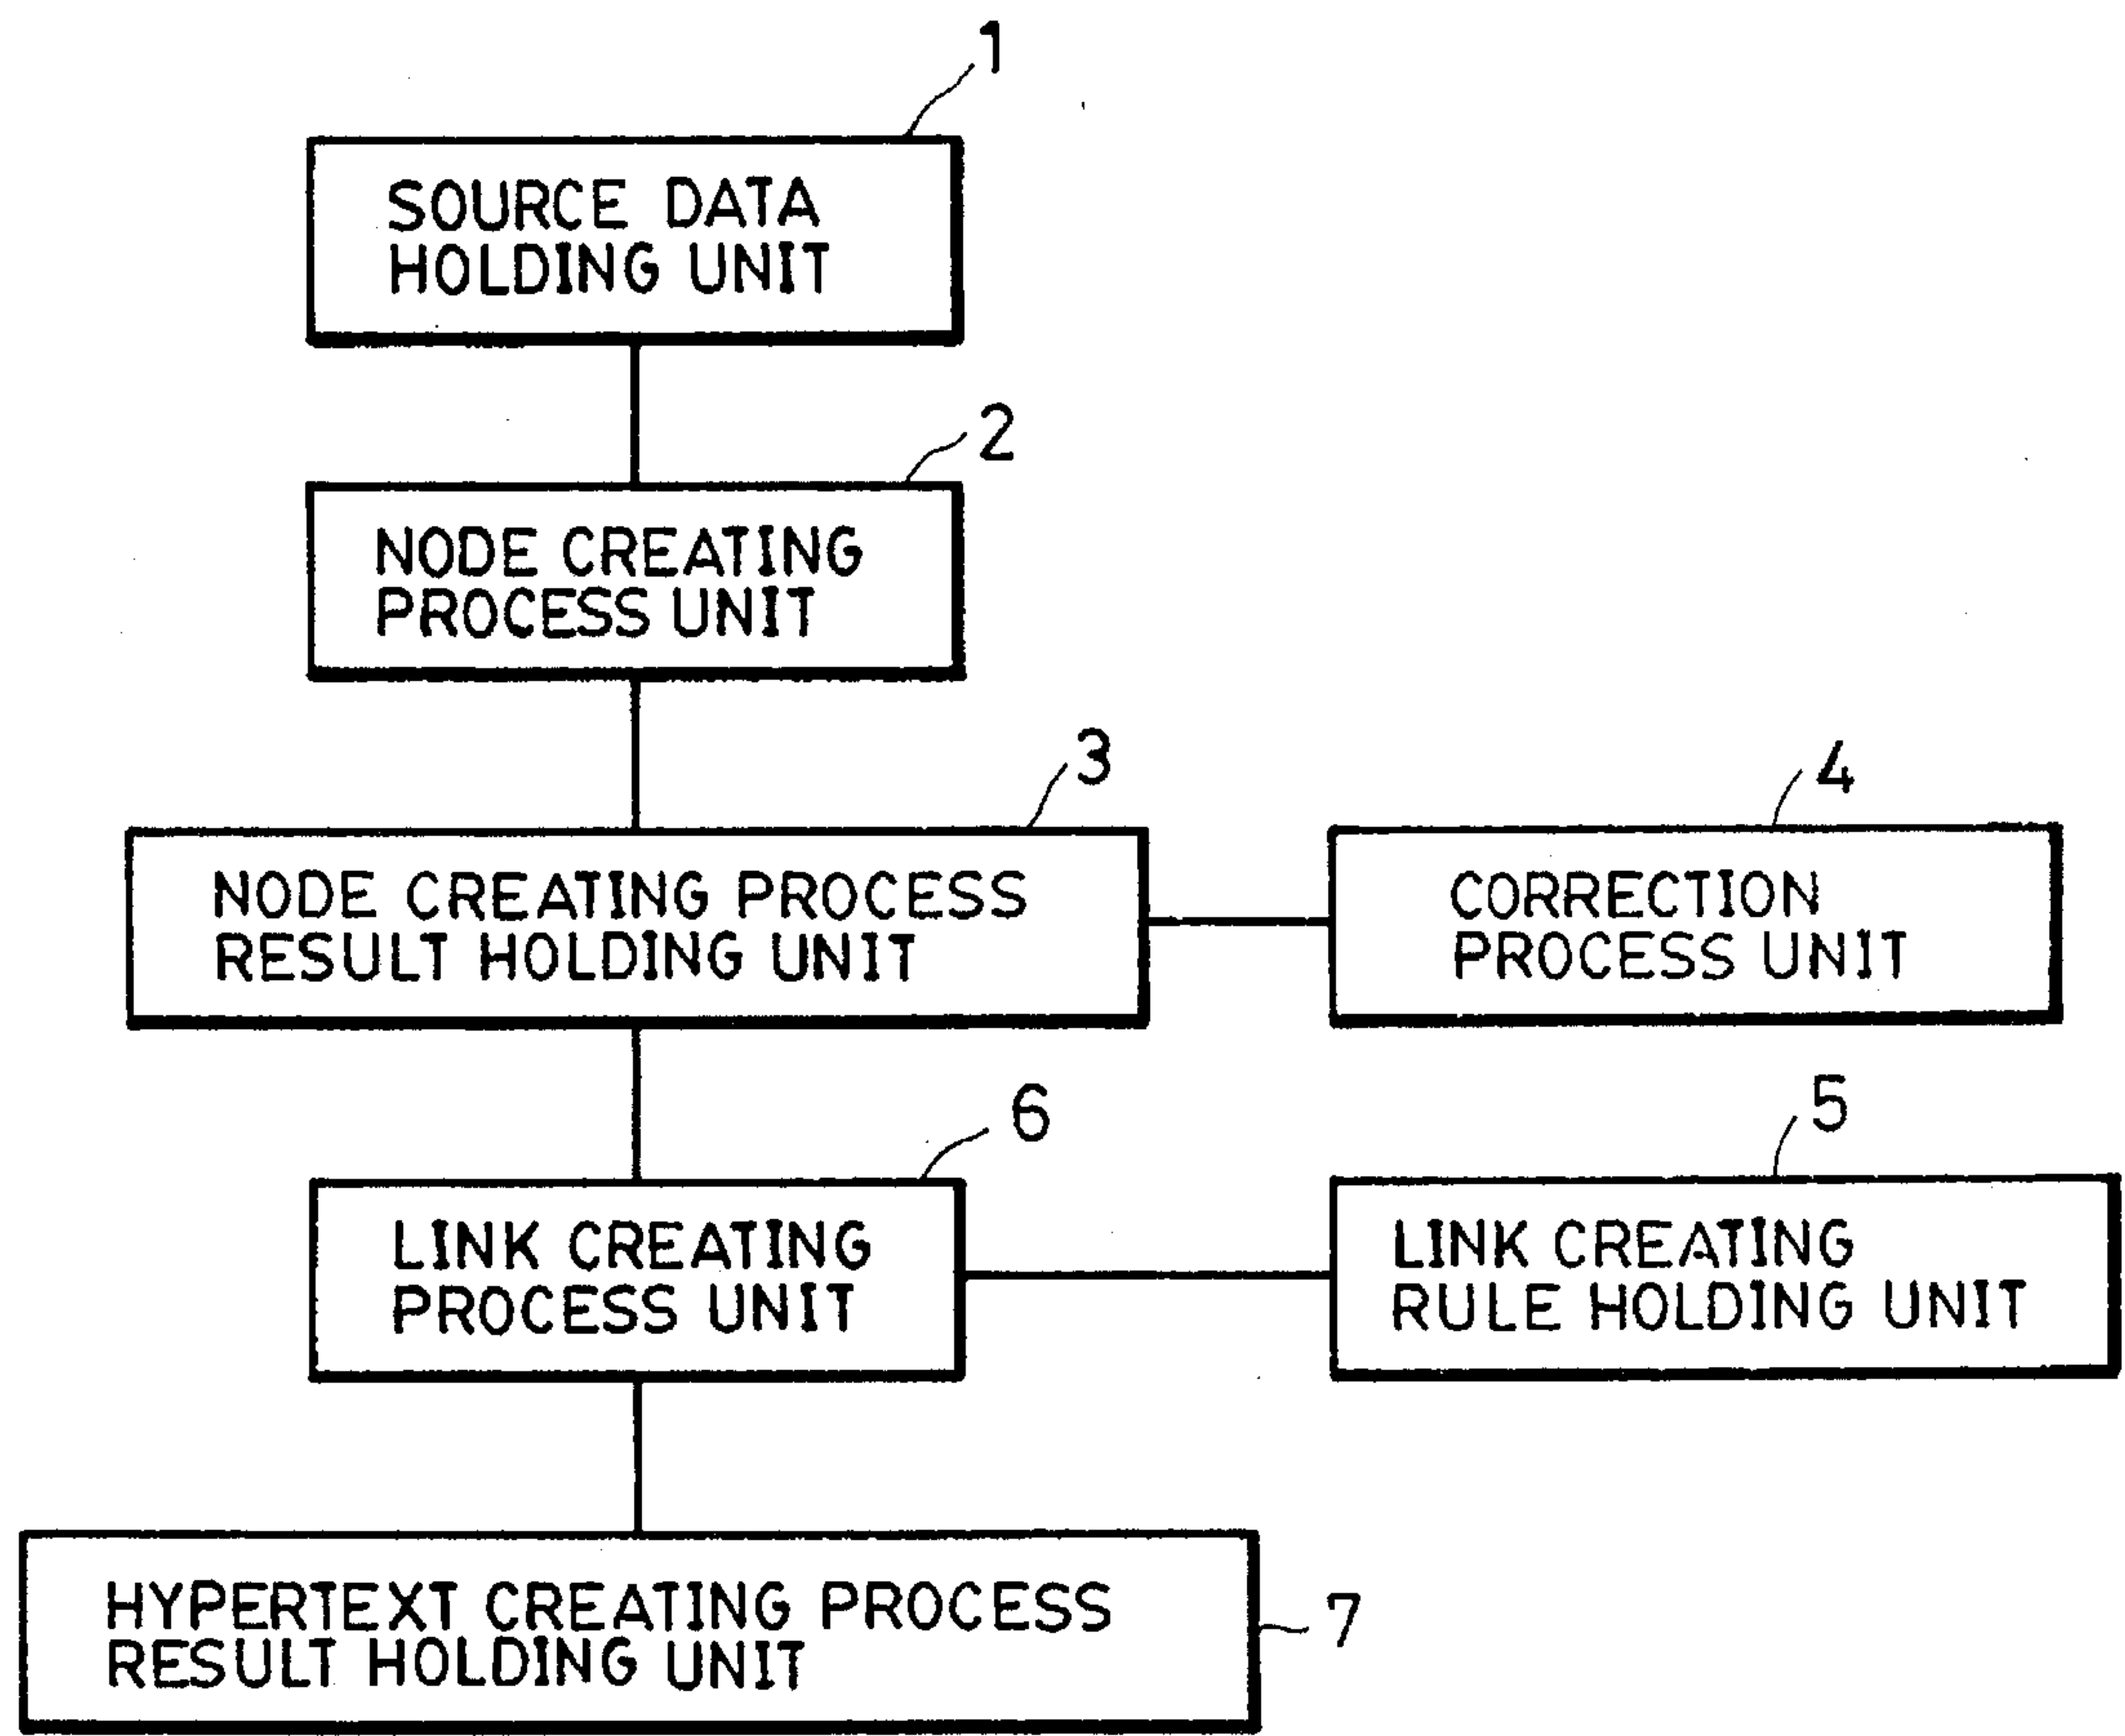 1
SOURCE DATA
HOLDING UNIT
2
NODE CREATING
PROCESS UNIT
3
NODE CREATING PROCESS
RESULT HOLDING UNIT
4
CORRECTION
PROCESS UNIT
6
LINK CREATING
PROCESS UNIT
5
LINK CREATING
RULE HOLDING UNIT
HYPERTEXT CREATING PROCESS
RESULT HOLDING UNIT
7